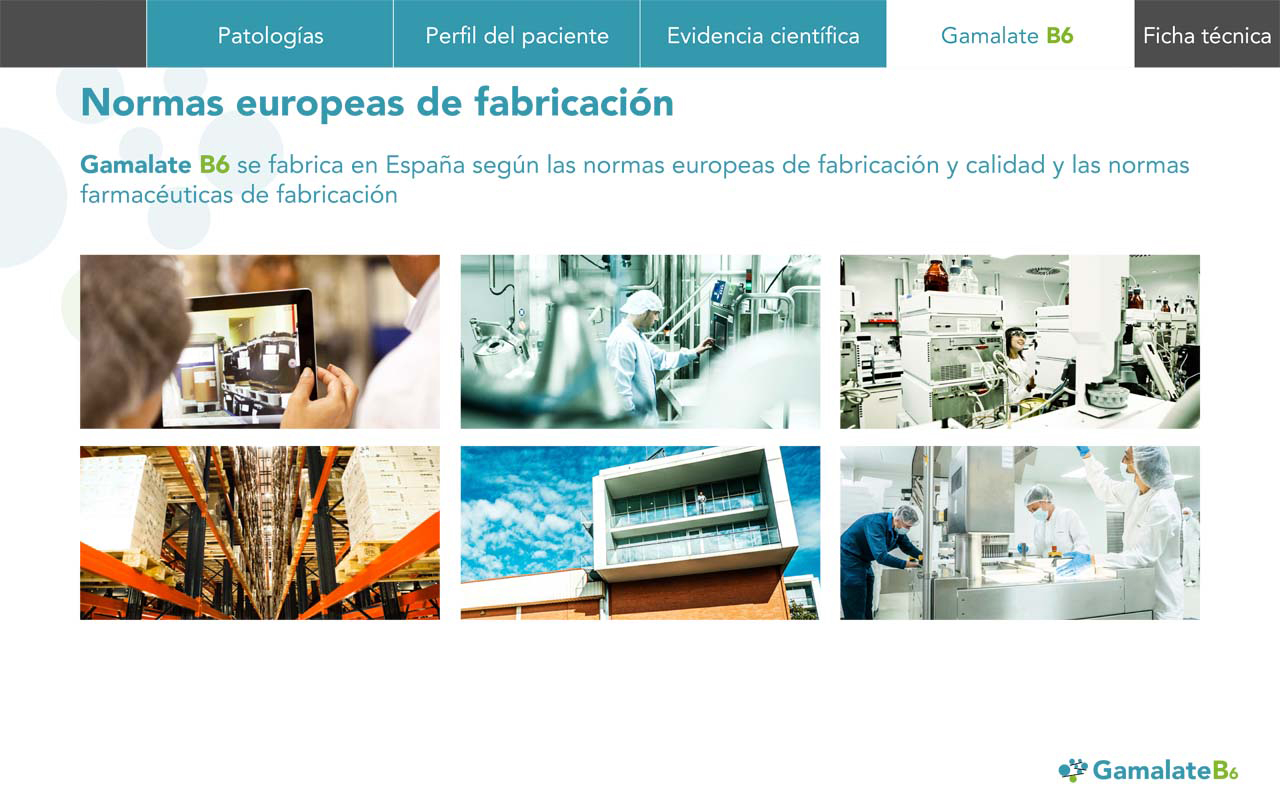 Patologías
Perfil del paciente
Evidencia científica
Gamalate B6
Ficha técnica
Normas europeas de fabricación
Gamalate B6 se fabrica en España según las normas europeas de fabricación y calidad y las normas
farmacéuticas de fabricación
GamalateB6